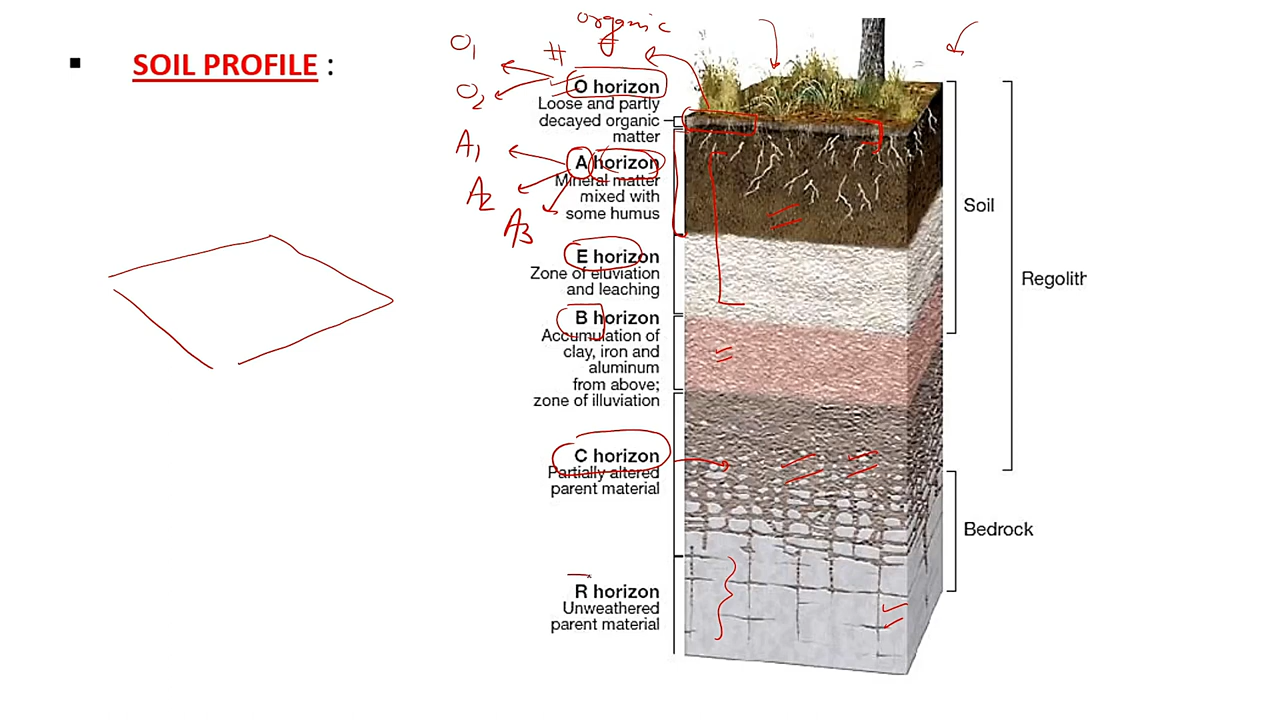 ▪ SOIL PROFILE :
organic
O1
#
O2
O horizon
Loose and partly
decayed organic
matter
A1
A2
A3
A horizon
Mineral matter
mixed with
some humus
E horizon
Zone of eluviation
and leaching
B horizon
Accumulation of
clay, iron and
aluminum
from above;
zone of illuviation
C horizon
Partially altered
parent material
R horizon
Unweathered
parent material
Soil
Regolith
Bedrock